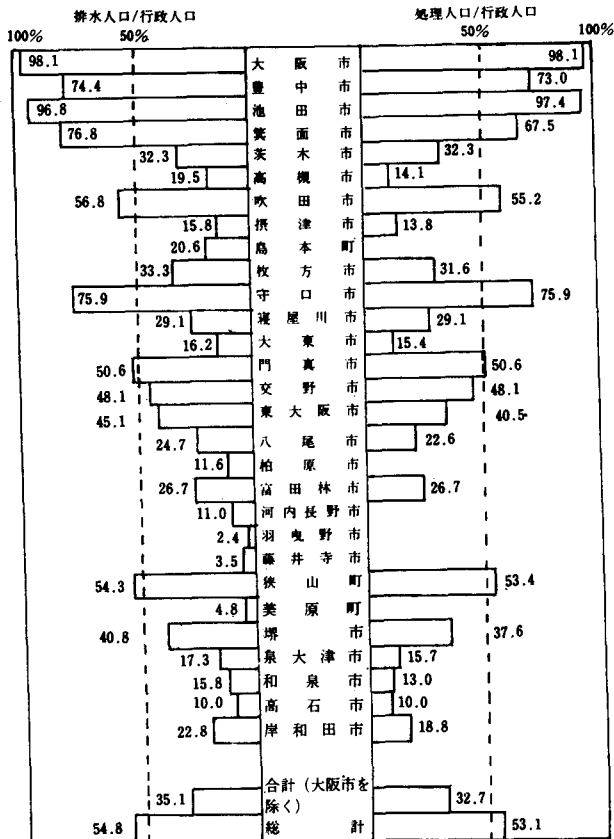 排水人口/行政人口 処理人口/行政人口
100% 50% 50% 100%
98.1 大阪市 98.1
74.4 豊中市 73.0
96.8 池田市 97.4
76.8 箕面市 67.5
32.3 茨木市 32.3
19.5 高槻市 14.1
56.8 吹田市 55.2
15.8 摂津市 13.8
20.6 島本町
33.3 枚方市 31.6
75.9 守口市 75.9
29.1 寝屋川市 29.1
16.2 大東市 15.4
50.6 門真市 50.6
48.1 交野市 48.1
45.1 東大阪市 40.5
24.7 八尾市 22.6
11.6 柏原市
26.7 富田林市 26.7
11.0 河内長野市
2.4 羽曳野市
3.5 藤井寺市
54.3 狭山町 53.4
4.8 美原町
40.8 堺市 37.6
17.3 泉大津市 15.7
15.8 和泉市 13.0
10.0 高石市 10.0
22.8 岸和田市 18.8
合計(大阪市を
35.1 除く) 32.7
54.8 総計 53.1